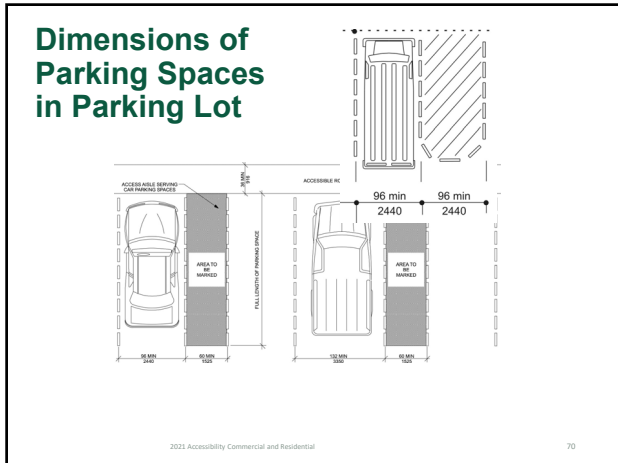 Dimensions of
Parking Spaces
in Parking Lot
ACCESS AISLE SERVING
CAR PARKING SPACES
36 MIN
916
ACCESSIBLE RO
96 min
2440
96 min
2440
AREA TO
BE
MARKED
FULL LENGTH OF PARKING SPACE
AREA TO
BE
MARKED
96 MIN
2440
60 MIN
1525
132 MIN
3350
60 MIN
1525
2021 Accessibility Commercial and Residential
70